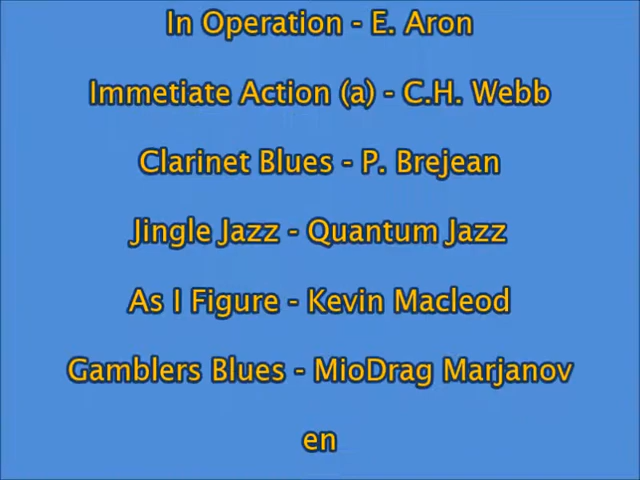 In Operation - E. Aron
Immetiate Action (a) - C.H. Webb
Clarinet Blues - P. Brejean
Jingle Jazz - Quantum Jazz
As I Figure - Kevin Macleod
Gamblers Blues - MioDrag Marjanov
en